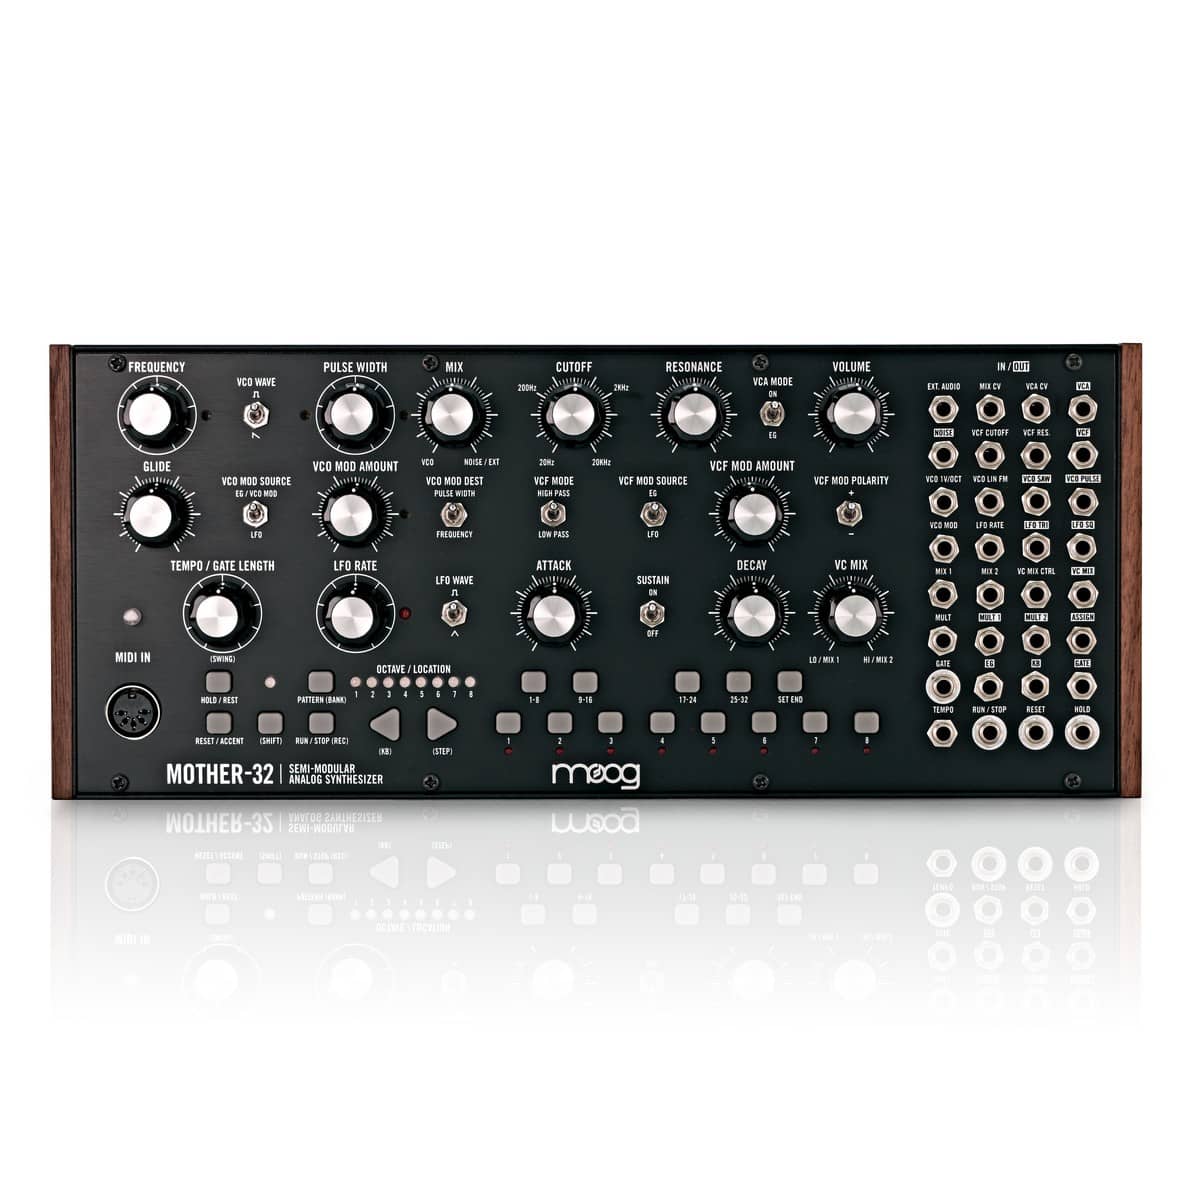 FREQUENCY
VCO WAVE
PULSE WIDTH
MIX
VCO
NOISE / EXT
CUTOFF
200Hz
2KHz
20Hz
20KHz
RESONANCE
VCA MODE
ON
EG
VOLUME
GLIDE
VCO MOD SOURCE
EG / VCO MOD
LFO
VCO MOD AMOUNT
VCO MOD DEST
PULSE WIDTH
FREQUENCY
VCF MODE
HIGH PASS
LOW PASS
VCF MOD SOURCE
EG
LFO
VCF MOD AMOUNT
VCF MOD POLARITY
+
−
TEMPO / GATE LENGTH
(SWING)
LFO RATE
LFO WAVE
ATTACK
SUSTAIN
ON
OFF
DECAY
VC MIX
LO / MIX 1
HI / MIX 2
MIDI IN
HOLD / REST
PATTERN (BANK)
OCTAVE / LOCATION
1 2 3 4 5 6 7 8
RESET / ACCENT
(SHIFT)
RUN / STOP (REC)
(KB)
(STEP)
1-8
9-16
17-24
25-32
SET END
1 2 3 4 5 6 7 8
MOTHER-32
SEMI-MODULAR
ANALOG SYNTHESIZER
moog
IN / OUT
EXT. AUDIO MIX CV VCA CV VCA
NOISE VCF CUTOFF VCF RES. VCF
VCO 1V/OCT VCO LIN FM VCO SAW VCO PULSE
VCO MOD LFO RATE LFO TRI LFO SQ
MIX 1 MIX 2 VC MIX CTRL VC MIX
MULT MULT 1 MULT 2 ASSIGN
GATE EG KB GATE
TEMPO RUN / STOP RESET HOLD